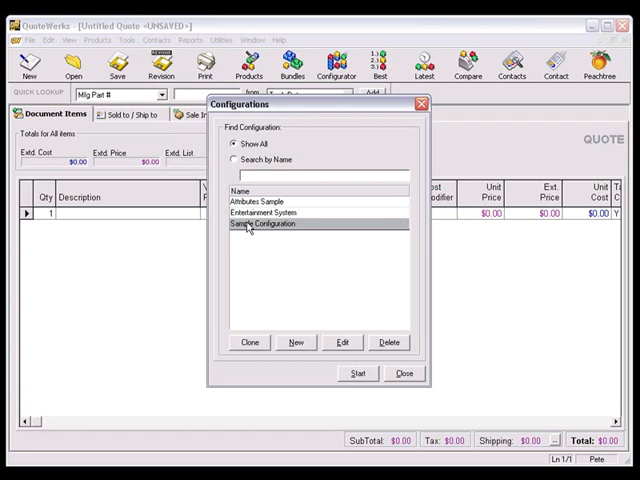 QuoteWerks - [Untitled Quote <UNSAVED>]
File Edit View Products Tools Contacts Reports Utilities Window Help
New Open Save Revision Print Products Bundles Configurator Best Latest Compare Contacts Contact Peachtree
QUICK LOOKUP Mfg Part # from Add
Document Items Sold to / Ship to Sale In
Configurations
Totals for All items
Extd. Cost Extd. Price Extd. List
$0.00 $0.00
QUOTE
Find Configuration:
Show All
Search by Name
Name
Attributes Sample
Entertainment System
Sample Configuration
Clone New Edit Delete
Start Close
Qty Description Unit Price Ext. Price Unit Cost
1 $0.00 $0.00 $0.00 Y
SubTotal: $0.00 Tax: $0.00 Shipping: $0.00 ... Total: $0.00
Ln 1/1 Pete